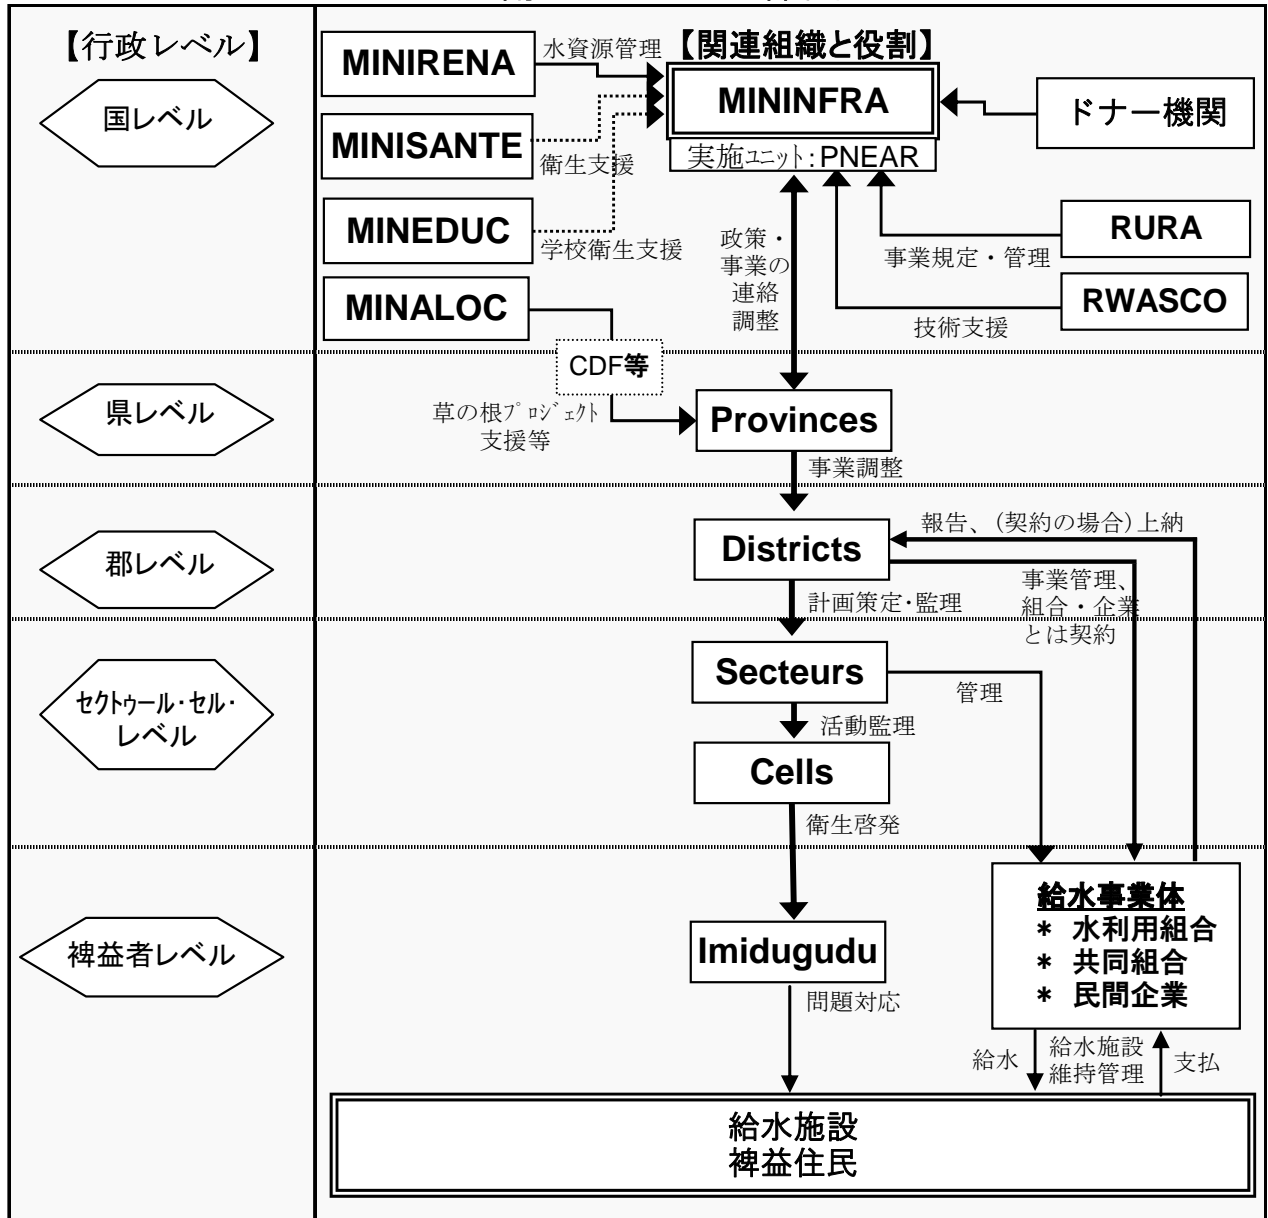 【行政レベル】
【関連組織と役割】
国レベル
MINIRENA
水資源管理
MININFRA
実施ユニット:PNEAR
ドナー機関
MINISANTE
衛生支援
MINEDUC
学校衛生支援
MINALOC
政策・
事業の
連絡
調整
RURA
事業規定・管理
RWASCO
技術支援
CDF等
県レベル
草の根プロジェクト
支援等
Provinces
事業調整
郡レベル
Districts
報告、(契約の場合)上納
計画策定・監理
事業管理、
組合・企業
とは契約
セクトゥール・セル・
レベル
Secteurs
管理
活動監理
Cells
衛生啓発
裨益者レベル
Imidugudu
問題対応
給水事業体
* 水利用組合
* 共同組合
* 民間企業
給水
給水施設
維持管理
支払
給水施設
裨益住民